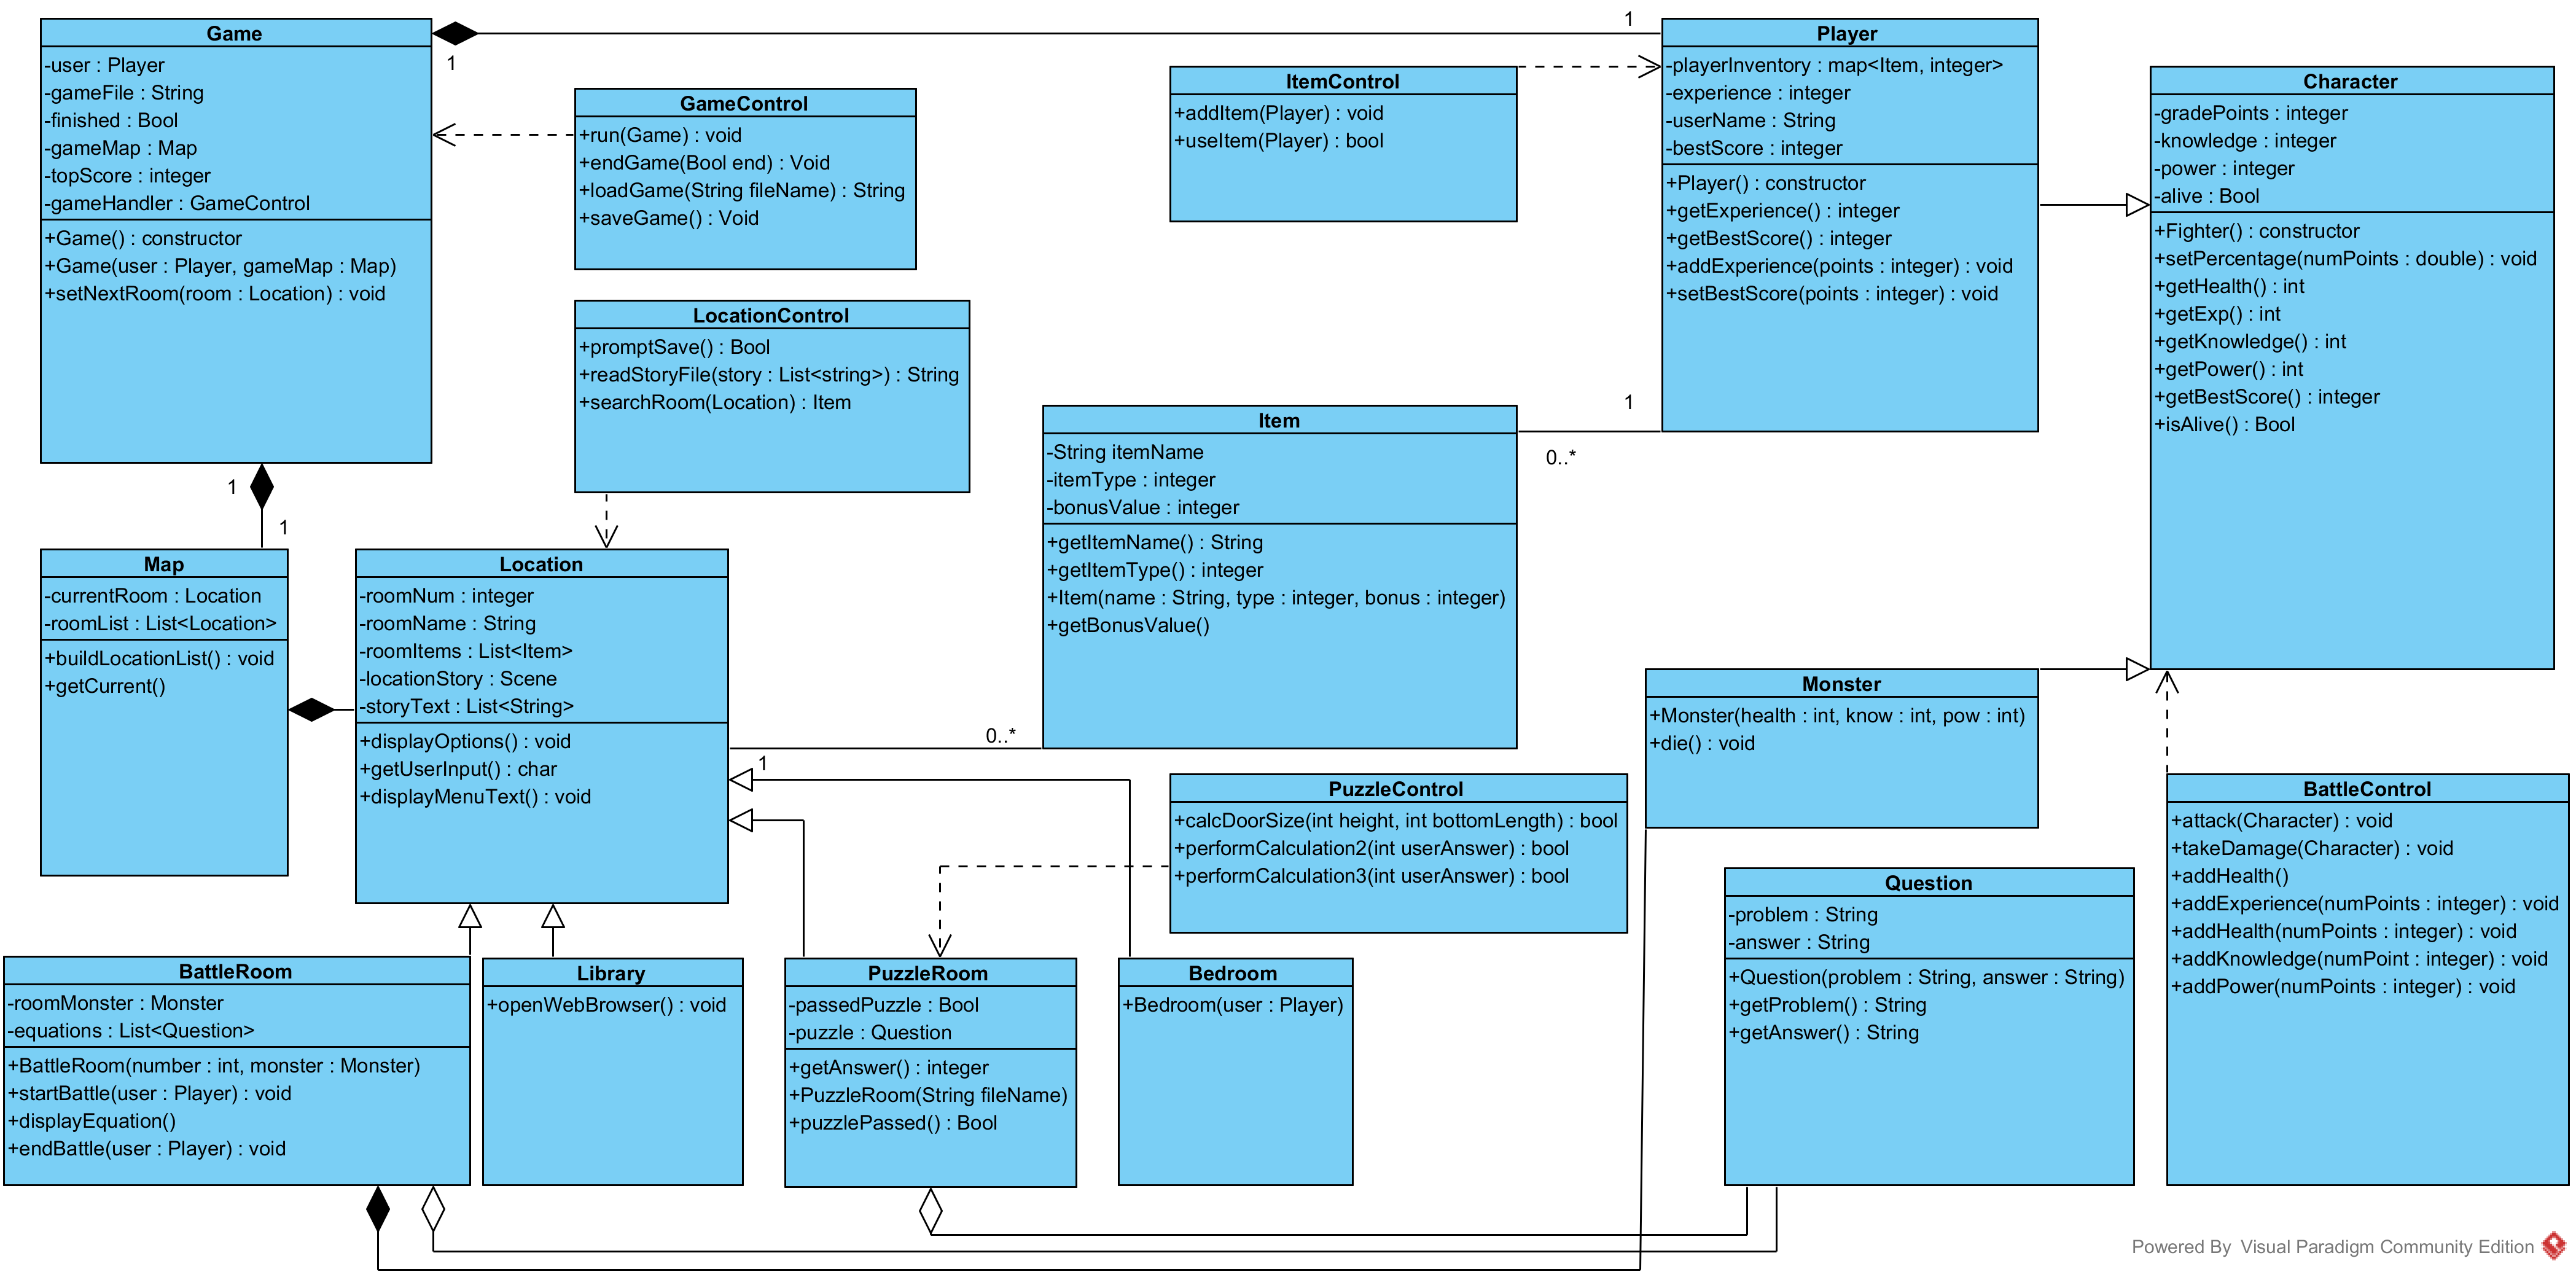 Game
-user : Player
-gameFile : String
-finished : Bool
-gameMap : Map
-topScore : integer
-gameHandler : GameControl
+Game() : constructor
+Game(user : Player, gameMap : Map)
+setNextRoom(room : Location) : void
1
1
GameControl
+run(Game) : void
+endGame(Bool end) : Void
+loadGame(String fileName) : String
+saveGame() : Void
ItemControl
+addItem(Player) : void
+useItem(Player) : bool
Player
-playerInventory : map<Item, integer>
-experience : integer
-userName : String
-bestScore : integer
+Player() : constructor
+getExperience() : integer
+getBestScore() : integer
+addExperience(points : integer) : void
+setBestScore(points : integer) : void
Character
-gradePoints : integer
-knowledge : integer
-power : integer
-alive : Bool
+Fighter() : constructor
+setPercentage(numPoints : double) : void
+getHealth() : int
+getExp() : int
+getKnowledge() : int
+getPower() : int
+getBestScore() : integer
+isAlive() : Bool
LocationControl
+promptSave() : Bool
+readStoryFile(story : List<string>) : String
+searchRoom(Location) : Item
1
0..*
Item
-String itemName
-itemType : integer
-bonusValue : integer
+getItemName() : String
+getItemType() : integer
+Item(name : String, type : integer, bonus : integer)
+getBonusValue()
1
1
Map
-currentRoom : Location
-roomList : List<Location>
+buildLocationList() : void
+getCurrent()
Location
-roomNum : integer
-roomName : String
-roomItems : List<Item>
-locationStory : Scene
-storyText : List<String>
+displayOptions() : void
+getUserInput() : char
+displayMenuText() : void
0..*
1
Monster
+Monster(health : int, know : int, pow : int)
+die() : void
PuzzleControl
+calcDoorSize(int height, int bottomLength) : bool
+performCalculation2(int userAnswer) : bool
+performCalculation3(int userAnswer) : bool
BattleControl
+attack(Character) : void
+takeDamage(Character) : void
+addHealth()
+addExperience(numPoints : integer) : void
+addHealth(numPoints : integer) : void
+addKnowledge(numPoint : integer) : void
+addPower(numPoints : integer) : void
Question
-problem : String
-answer : String
+Question(problem : String, answer : String)
+getProblem() : String
+getAnswer() : String
BattleRoom
-roomMonster : Monster
-equations : List<Question>
+BattleRoom(number : int, monster : Monster)
+startBattle(user : Player) : void
+displayEquation()
+endBattle(user : Player) : void
Library
+openWebBrowser() : void
PuzzleRoom
-passedPuzzle : Bool
-puzzle : Question
+getAnswer() : integer
+PuzzleRoom(String fileName)
+puzzlePassed() : Bool
Bedroom
+Bedroom(user : Player)
Powered By Visual Paradigm Community Edition